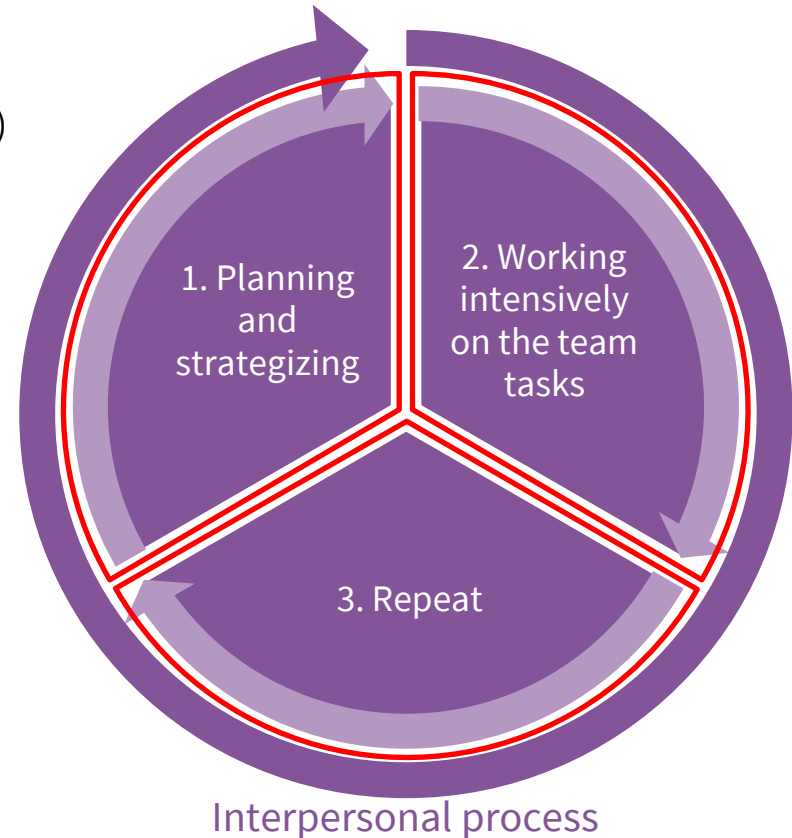 )
1. Planning
and
strategizing
2. Working
intensively
on the team
tasks
3. Repeat
Interpersonal process